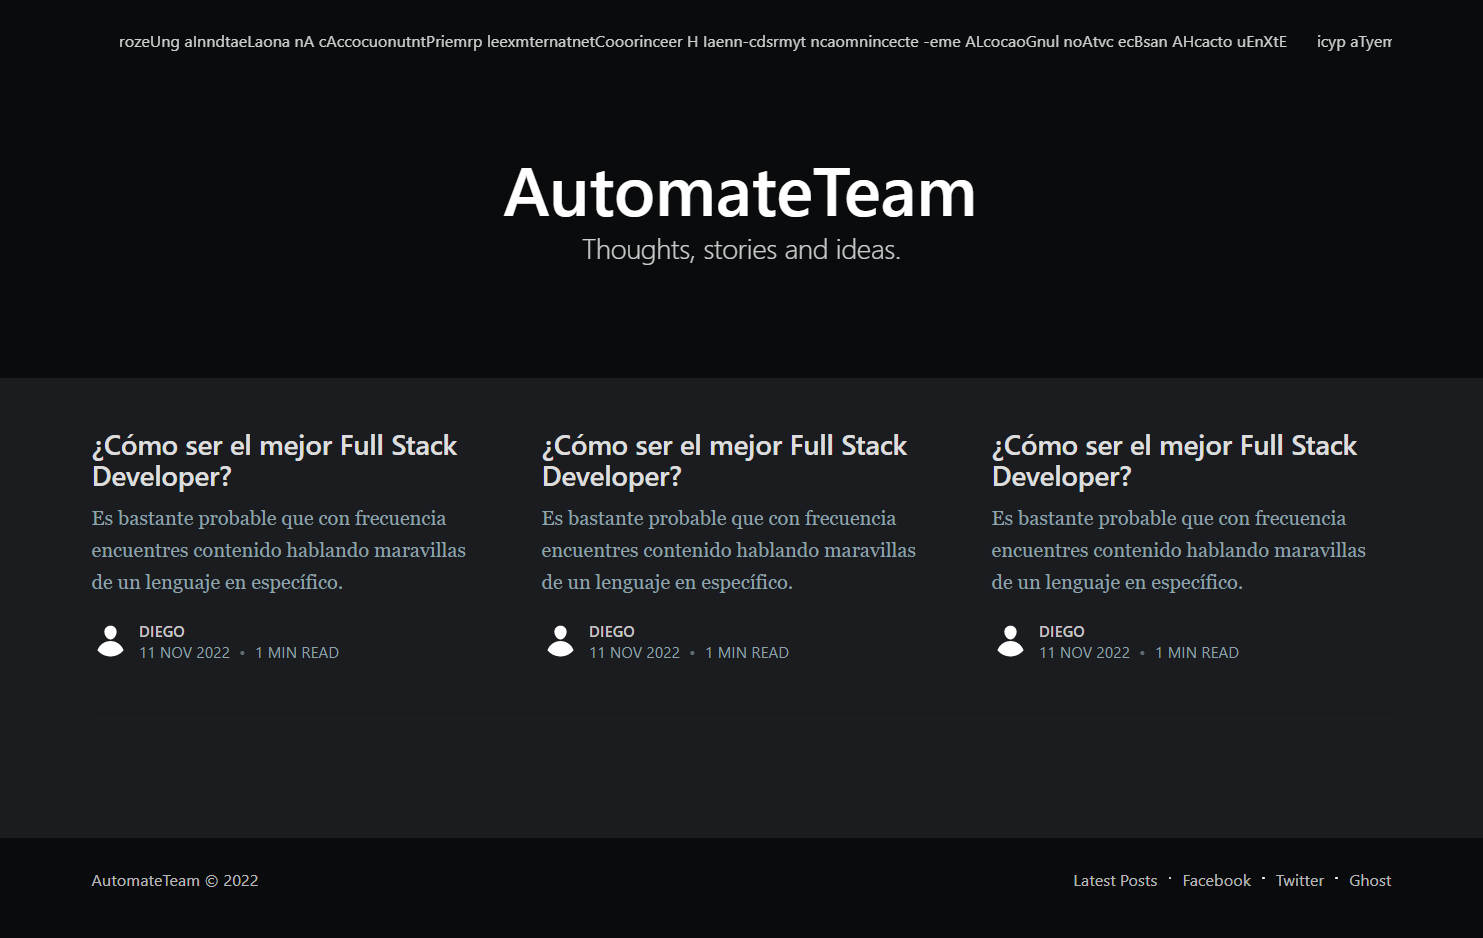 rozeUng aInndtaeLaona nA cAccocuonutntPriemrp leexmternatnetCooorinceer H Iaenn-cdsrmyt ncaomnincecte -eme ALcocaoGnul noAtvc ecBsan AHcacto uEnXtE icyp aTyem
AutomateTeam
Thoughts, stories and ideas.
¿Cómo ser el mejor Full Stack
Developer?
Es bastante probable que con frecuencia
encuentres contenido hablando maravillas
de un lenguaje en específico.
DIEGO
11 NOV 2022 • 1 MIN READ
¿Cómo ser el mejor Full Stack
Developer?
Es bastante probable que con frecuencia
encuentres contenido hablando maravillas
de un lenguaje en específico.
DIEGO
11 NOV 2022 • 1 MIN READ
¿Cómo ser el mejor Full Stack
Developer?
Es bastante probable que con frecuencia
encuentres contenido hablando maravillas
de un lenguaje en específico.
DIEGO
11 NOV 2022 • 1 MIN READ
AutomateTeam © 2022
Latest Posts · Facebook · Twitter · Ghost